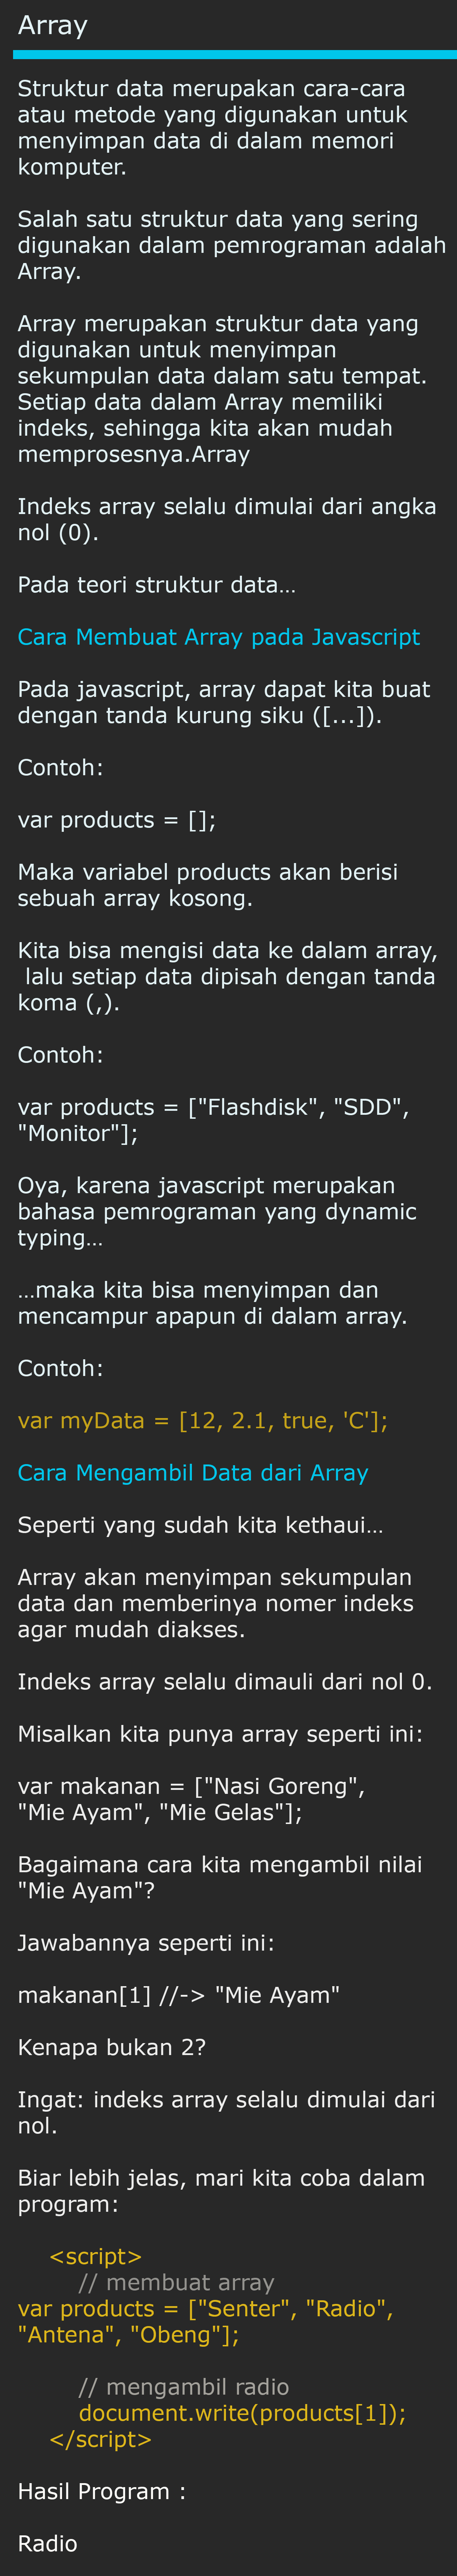 Array
Struktur data merupakan cara-cara
atau metode yang digunakan untuk
menyimpan data di dalam memori
komputer.
Salah satu struktur data yang sering
digunakan dalam pemrograman adalah
Array.
Array merupakan struktur data yang
digunakan untuk menyimpan
sekumpulan data dalam satu tempat.
Setiap data dalam Array memiliki
indeks, sehingga kita akan mudah
memprosesnya.Array
Indeks array selalu dimulai dari angka
nol (0).
Pada teori struktur data…
Cara Membuat Array pada Javascript
Pada javascript, array dapat kita buat
dengan tanda kurung siku ([...]).
Contoh:
var products = [];
Maka variabel products akan berisi
sebuah array kosong.
Kita bisa mengisi data ke dalam array,
lalu setiap data dipisah dengan tanda
koma (,).
Contoh:
var products = ["Flashdisk", "SDD",
"Monitor"];
Oya, karena javascript merupakan
bahasa pemrograman yang dynamic
typing…
…maka kita bisa menyimpan dan
mencampur apapun di dalam array.
Contoh:
var myData = [12, 2.1, true, 'C'];
Cara Mengambil Data dari Array
Seperti yang sudah kita kethaui…
Array akan menyimpan sekumpulan
data dan memberinya nomer indeks
agar mudah diakses.
Indeks array selalu dimauli dari nol 0.
Misalkan kita punya array seperti ini:
var makanan = ["Nasi Goreng",
"Mie Ayam", "Mie Gelas"];
Bagaimana cara kita mengambil nilai
"Mie Ayam"?
Jawabannya seperti ini:
makanan[1] //-> "Mie Ayam"
Kenapa bukan 2?
Ingat: indeks array selalu dimulai dari
nol.
Biar lebih jelas, mari kita coba dalam
program:
<script>
// membuat array
var products = ["Senter", "Radio",
"Antena", "Obeng"];
// mengambil radio
document.write(products[1]);
</script>
Hasil Program :
Radio